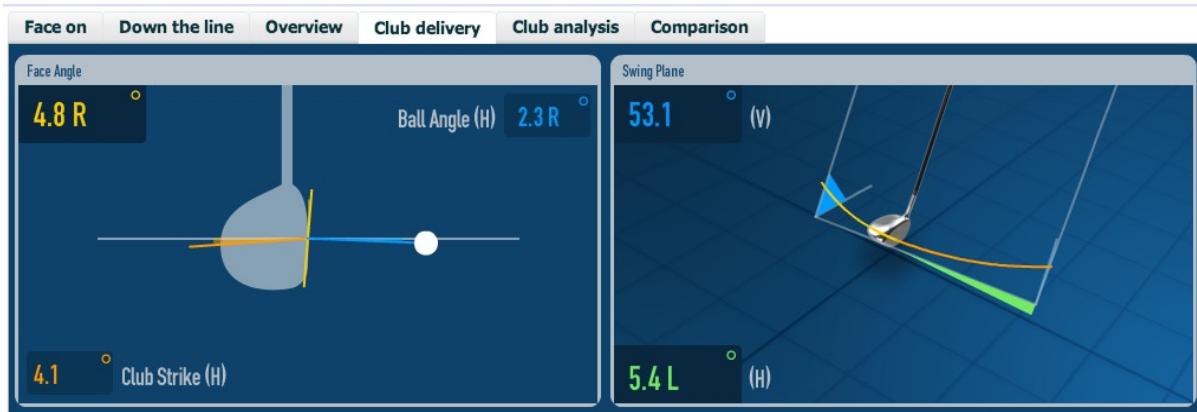 Face on Down the line Overview Club delivery Club analysis Comparison
Face Angle
4.8 R °
Ball Angle (H) 2.3 R °
4.1 ° Club Strike (H)
Swing Plane
53.1 ° (V)
5.4 L ° (H)